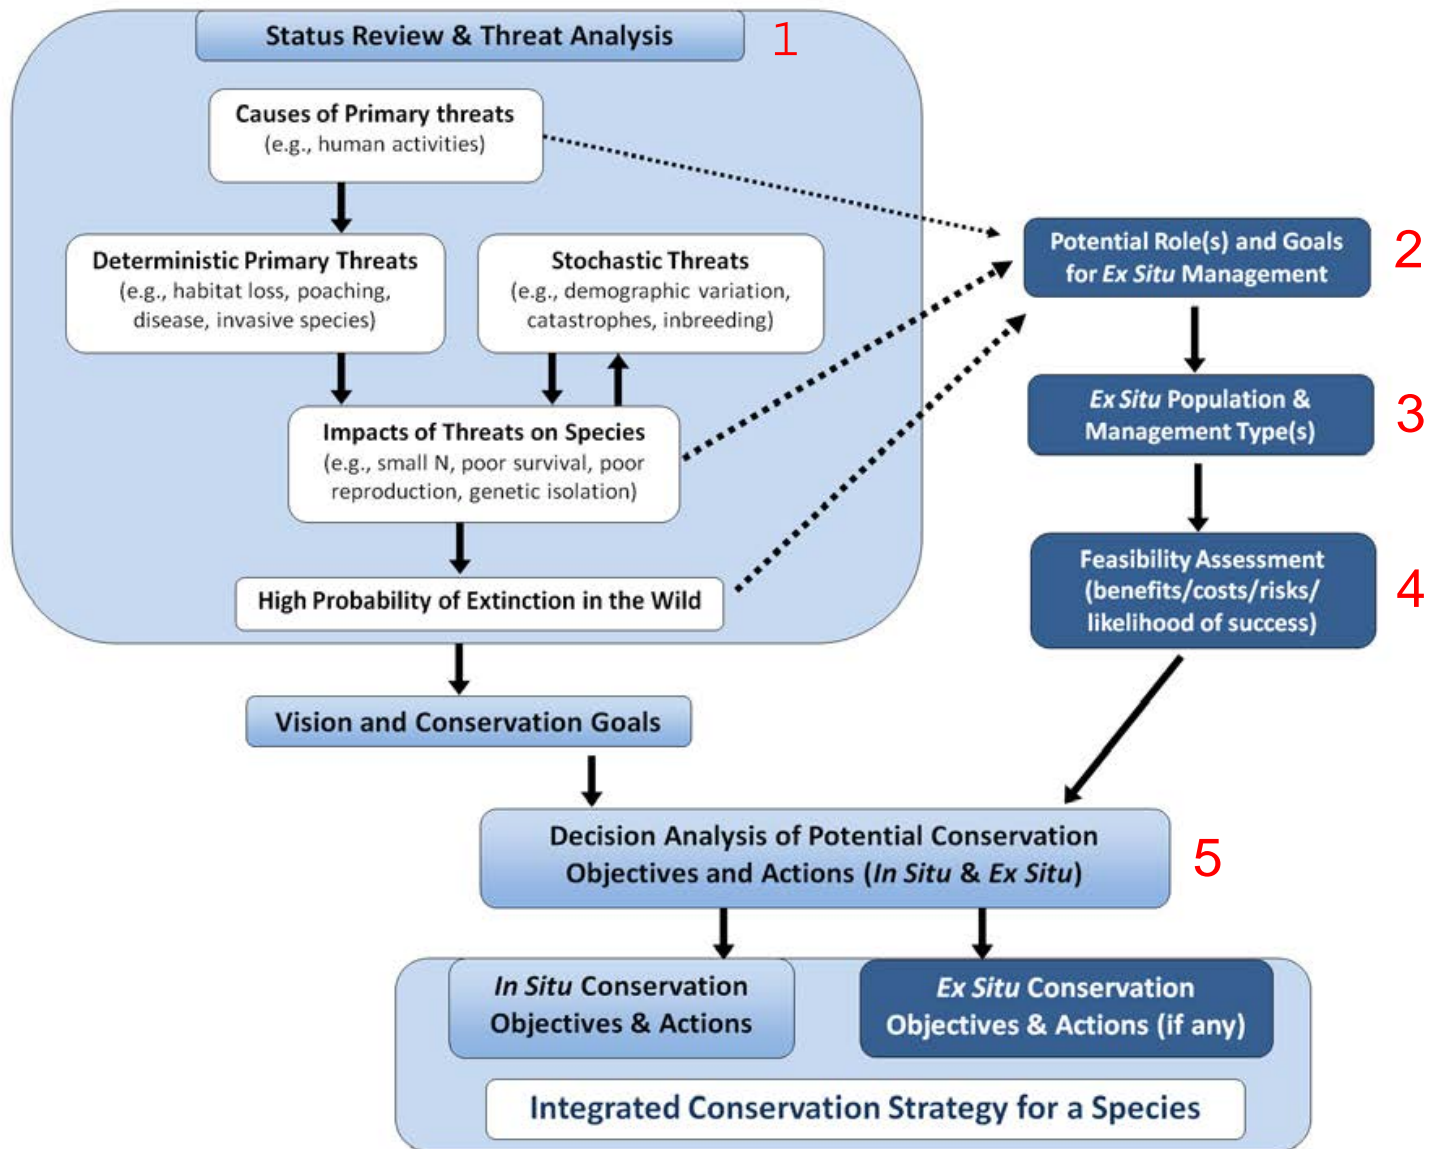 Status Review & Threat Analysis
1
Causes of Primary threats
(e.g., human activities)
Deterministic Primary Threats
(e.g., habitat loss, poaching,
disease, invasive species)
Stochastic Threats
(e.g., demographic variation,
catastrophes, inbreeding)
Impacts of Threats on Species
(e.g., small N, poor survival, poor
reproduction, genetic isolation)
High Probability of Extinction in the Wild
Potential Role(s) and Goals
for Ex Situ Management
2
Ex Situ Population &
Management Type(s)
3
Feasibility Assessment
(benefits/costs/risks/
likelihood of success)
4
Vision and Conservation Goals
Decision Analysis of Potential Conservation
Objectives and Actions (In Situ & Ex Situ)
5
In Situ Conservation
Objectives & Actions
Ex Situ Conservation
Objectives & Actions (if any)
Integrated Conservation Strategy for a Species